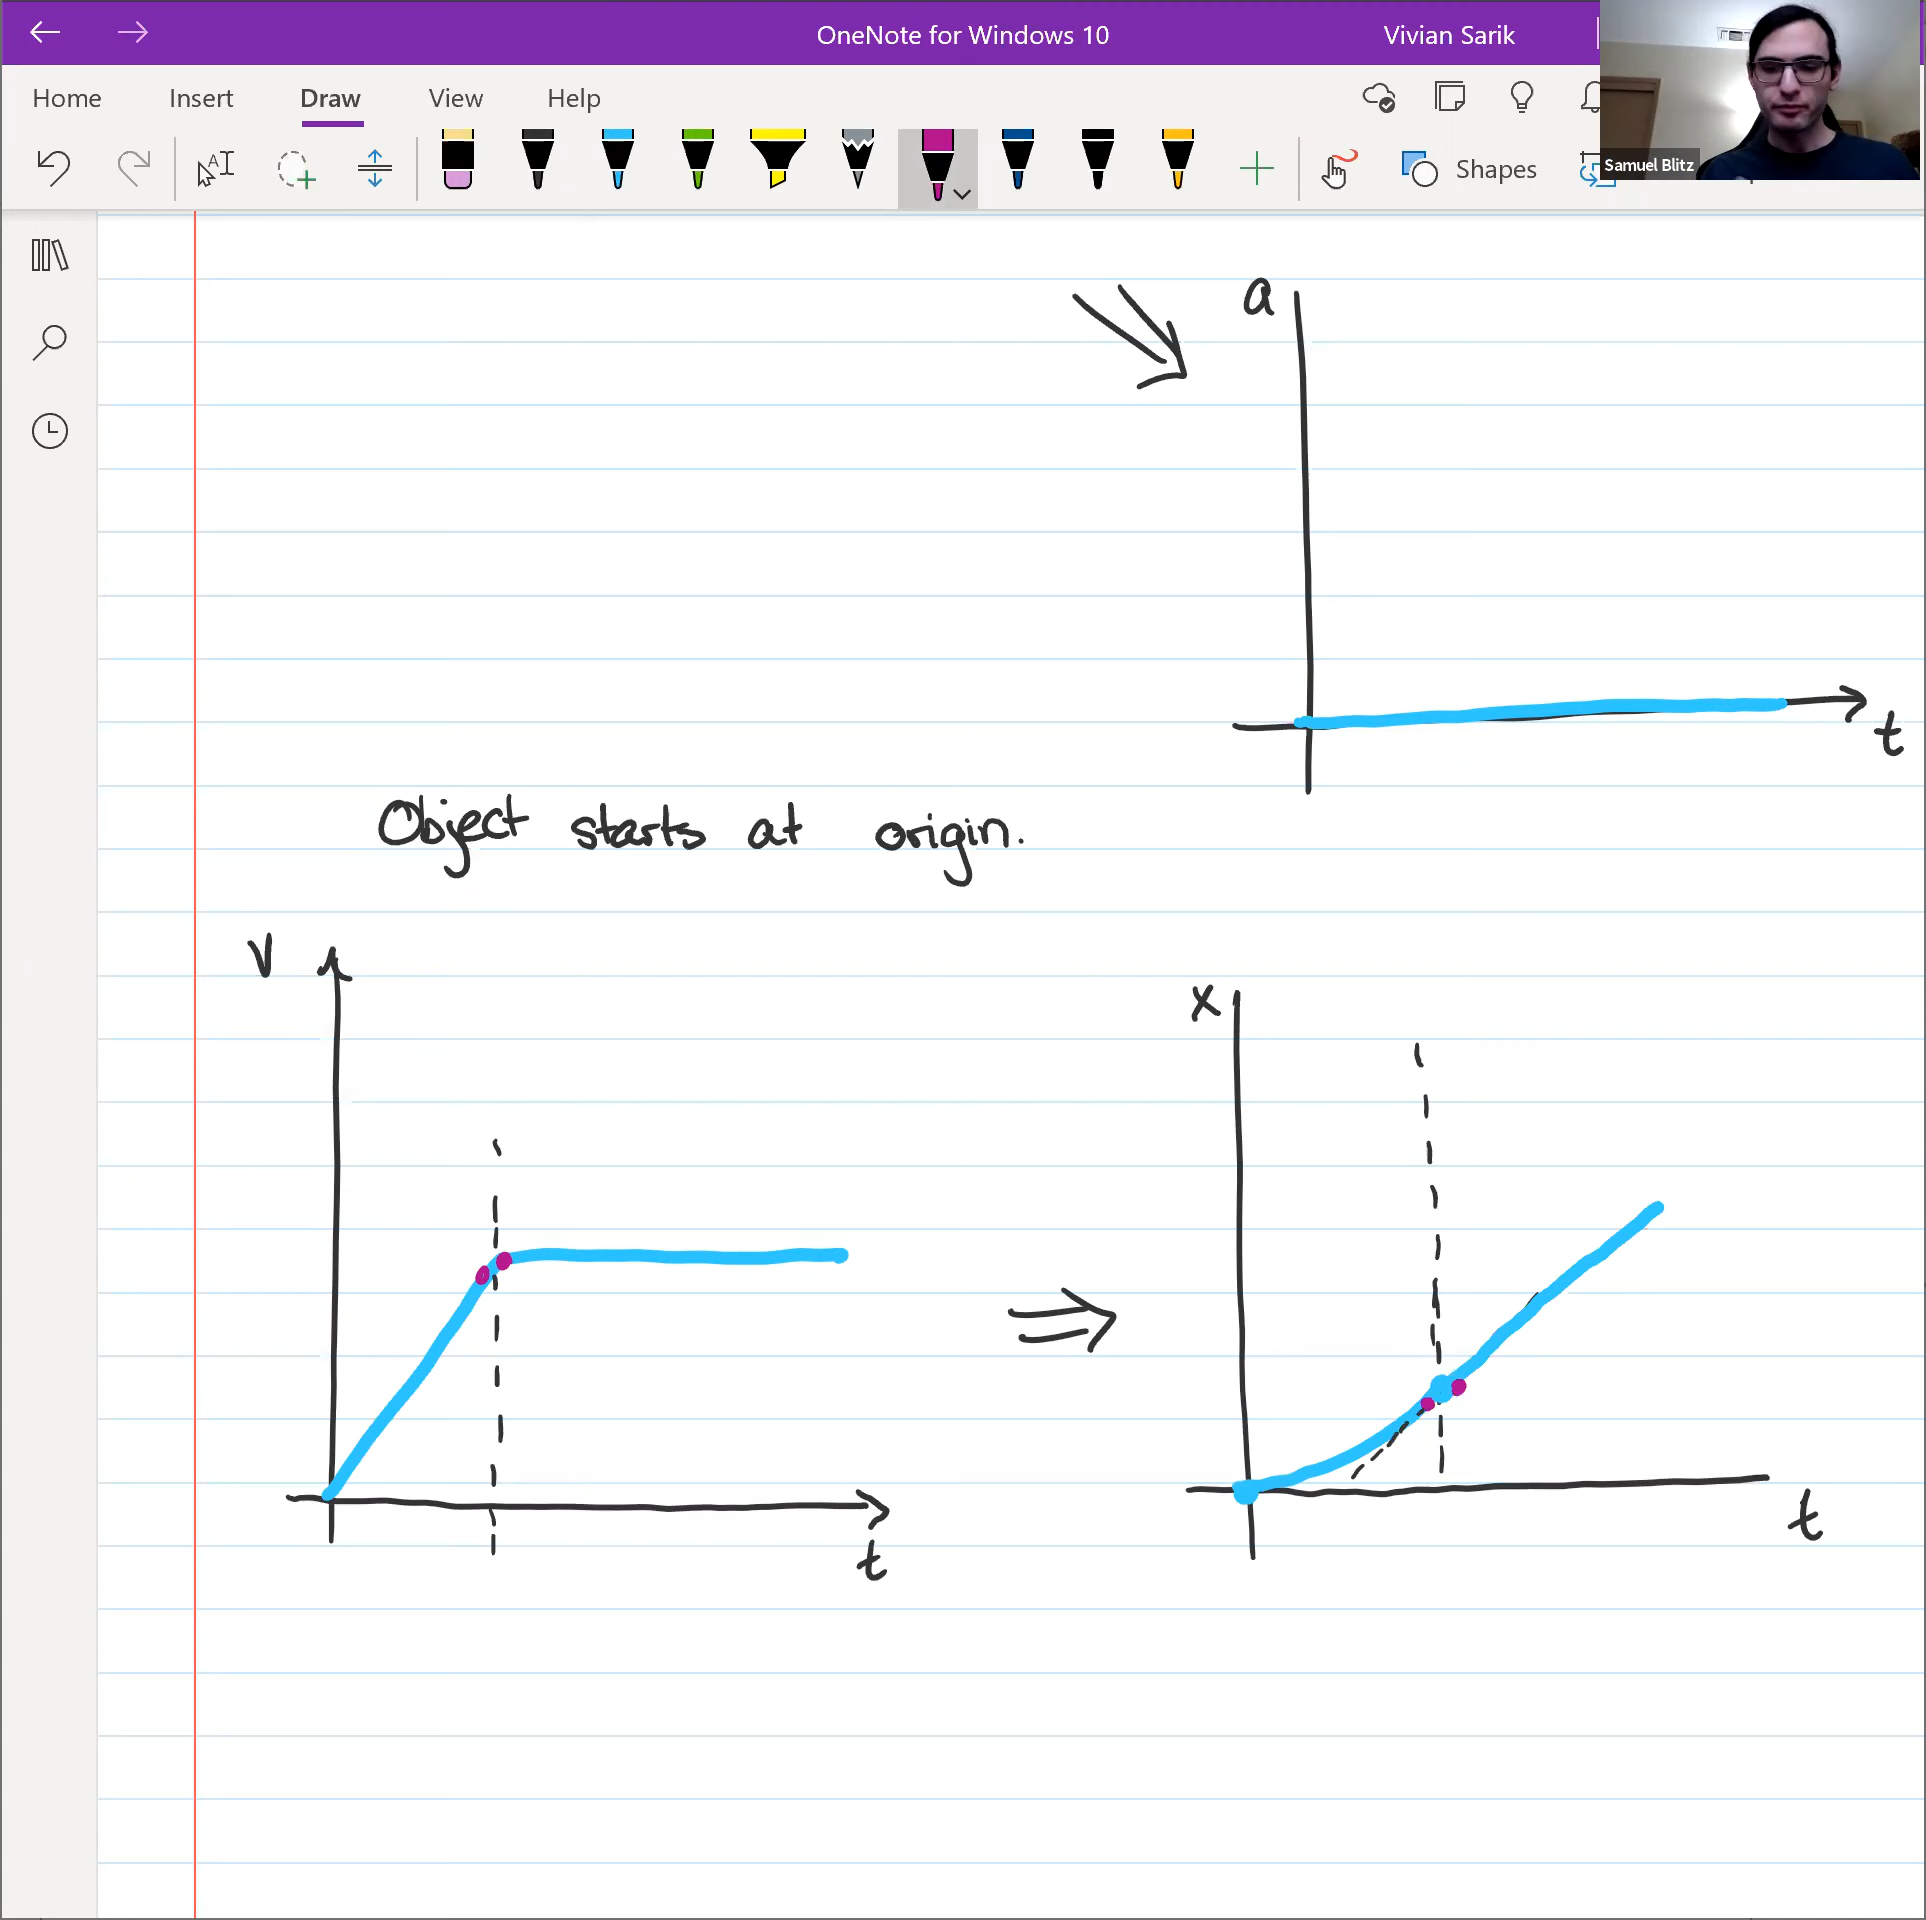 OneNote for Windows 10
Vivian Sarik
Home Insert Draw View Help
Shapes
Samuel Blitz
a
t
Object starts at origin.
v
x
t
t